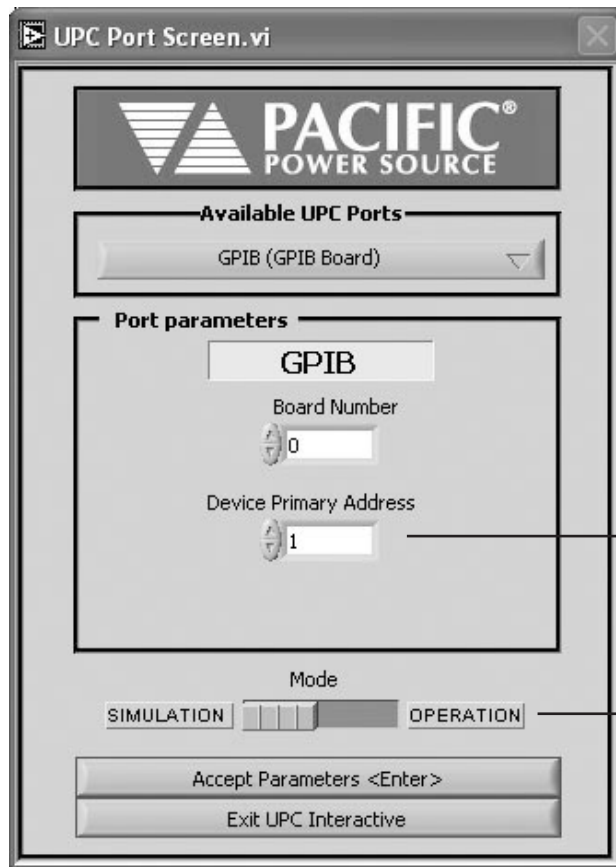 UPC Port Screen.vi
PACIFIC®
POWER SOURCE
Available UPC Ports
GPIB (GPIB Board)
Port parameters
GPIB
Board Number
0
Device Primary Address
1
Mode
SIMULATION OPERATION
Accept Parameters <Enter>
Exit UPC Interactive